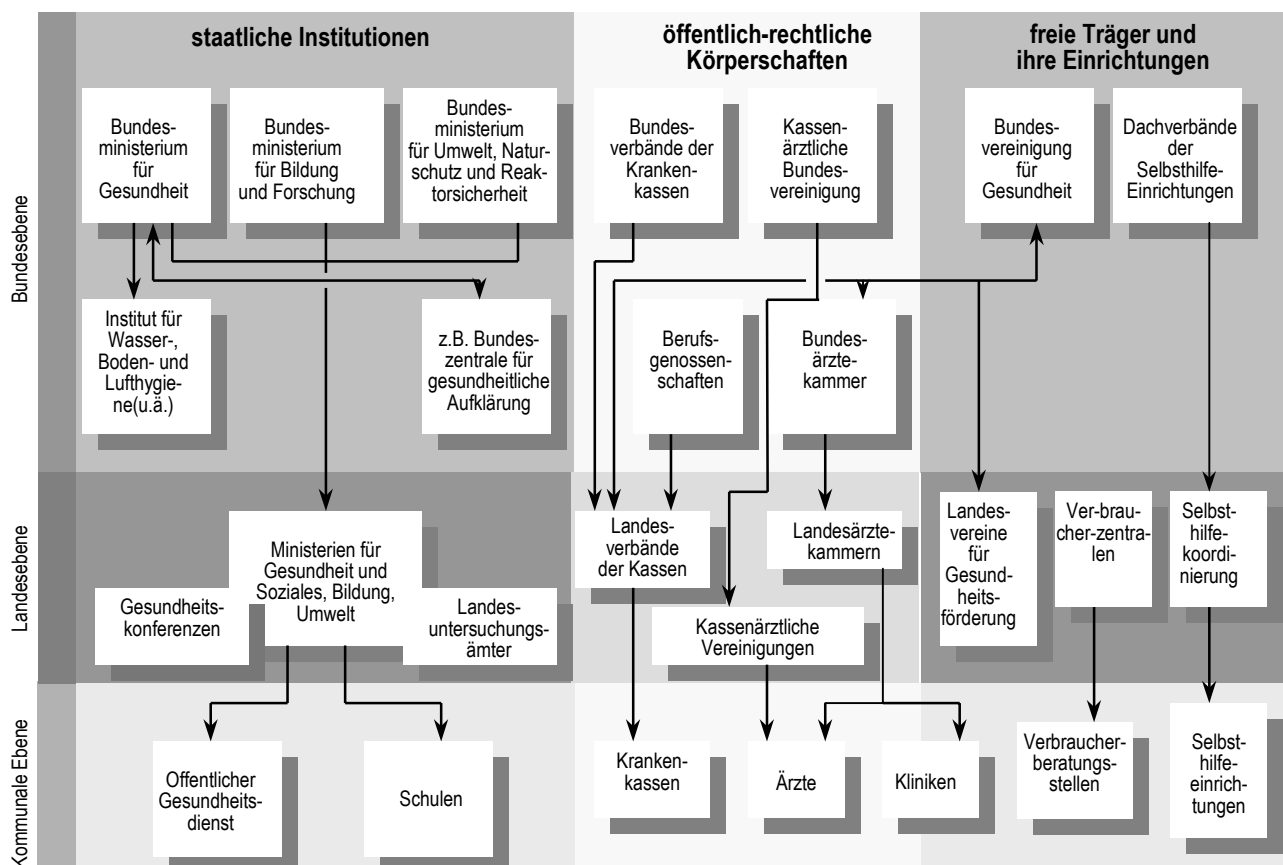 staatliche Institutionen
öffentlich-rechtliche
Körperschaften
freie Träger und
ihre Einrichtungen
Bundesebene
Bundes-
ministerium
für
Gesundheit
Bundes-
ministerium
für Bildung
und Forschung
Bundes-
ministerium
für Umwelt, Natur-
schutz und Reak-
torsicherheit
Bundes-
verbände der
Kranken-
kassen
Kassen-
ärztliche
Bundes-
vereinigung
Bundes-
vereinigung
für
Gesundheit
Dachverbände
der
Selbsthilfe-
Einrichtungen
Institut für
Wasser-,
Boden- und
Lufthygie-
ne(u.ä.)
z.B. Bundes-
zentrale für
gesundheitliche
Aufklärung
Berufs-
genossen-
schaften
Bundes-
ärzte-
kammer
Landesebene
Gesundheits-
konferenzen
Ministerien für
Gesundheit und
Soziales, Bildung,
Umwelt
Landes-
untersuchungs-
ämter
Landes-
verbände
der Kassen
Landesärzte-
kammern
Kassenärztliche
Vereinigungen
Landes-
vereine
für
Gesund-
heits-
förderung
Ver-brau-
cher-zentra-
len
Selbst-
hilfe-
koordi-
nierung
Kommunale Ebene
Offentlicher
Gesundheits-
dienst
Schulen
Kranken-
kassen
Ärzte
Kliniken
Verbraucher-
beratungs-
stellen
Selbst-
hilfe-
einrich-
tungen